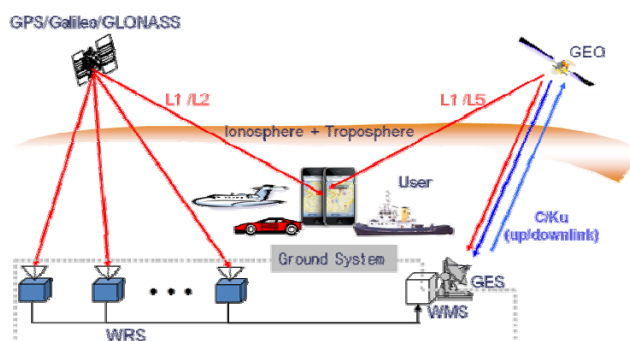 GPS/Galileo/GLONASS
GEO
L1 /L2
L1 /L5
Ionosphere + Troposphere
User
C/Ku
(up/downlink)
Ground System
GES
WMS
WRS